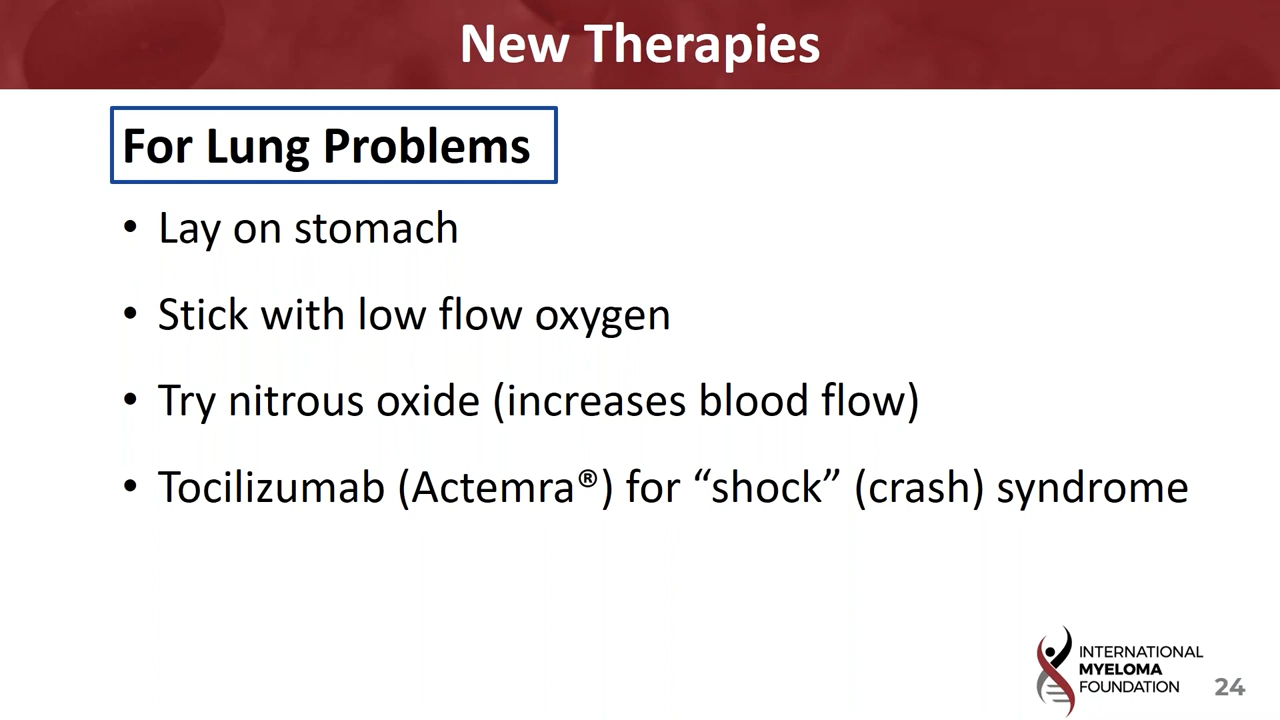 New Therapies
For Lung Problems
• Lay on stomach
• Stick with low flow oxygen
• Try nitrous oxide (increases blood flow)
• Tocilizumab (Actemra®) for “shock” (crash) syndrome
INTERNATIONAL
MYELOMA
FOUNDATION
24